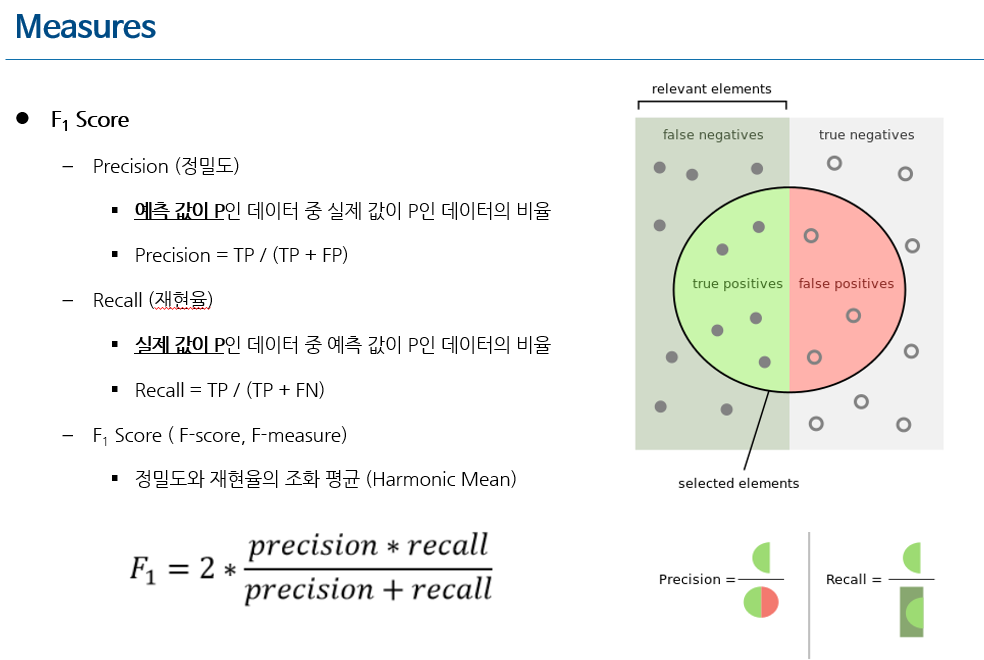 Measures
● F₁ Score
– Precision (정밀도)
▪ 예측 값이 P인 데이터 중 실제 값이 P인 데이터의 비율
▪ Precision = TP / (TP + FP)
– Recall (재현율)
▪ 실제 값이 P인 데이터 중 예측 값이 P인 데이터의 비율
▪ Recall = TP / (TP + FN)
– F₁ Score ( F-score, F-measure)
▪ 정밀도와 재현율의 조화 평균 (Harmonic Mean)
F₁ = 2 * (precision * recall) / (precision + recall)
relevant elements
false negatives
true negatives
true positives
false positives
selected elements
Precision =
Recall =